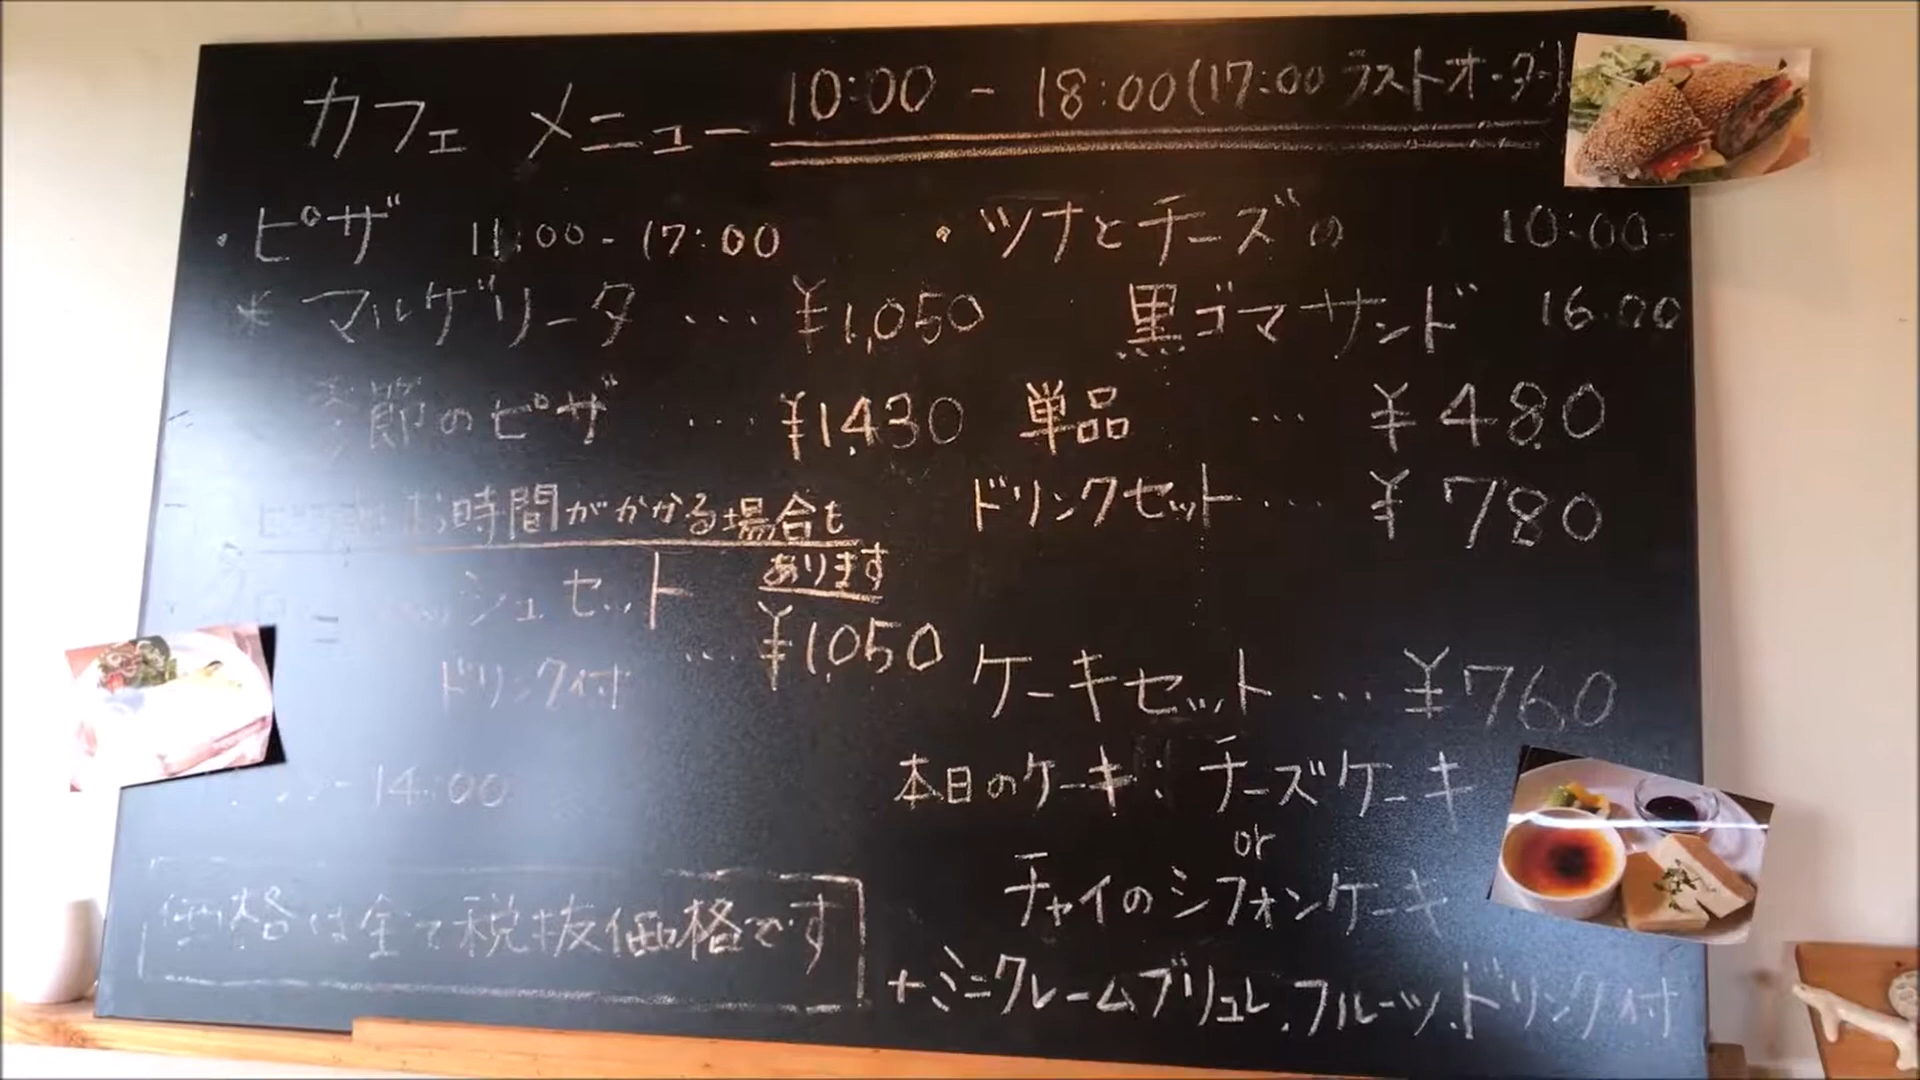 カフェ メニュー 10:00 - 18:00(17:00 ラストオーダー)
・ピザ 11:00 - 17:00
* マルゲリータ ... ¥1,050
季節のピザ ... ¥1,430
お時間がかかる場合も
あります
ッシュセット
ドリンク付 ... ¥1,050
- 14:00
価格は全て税抜価格です
・ツナとチーズの 10:00-
黒ゴマサンド 16:00
単品 ... ¥480
ドリンクセット ... ¥780
ケーキセット ... ¥760
本日のケーキ: チーズケーキ
or
チャイのシフォンケーキ
+ミニクレームブリュレ、フルーツ、ドリンク付